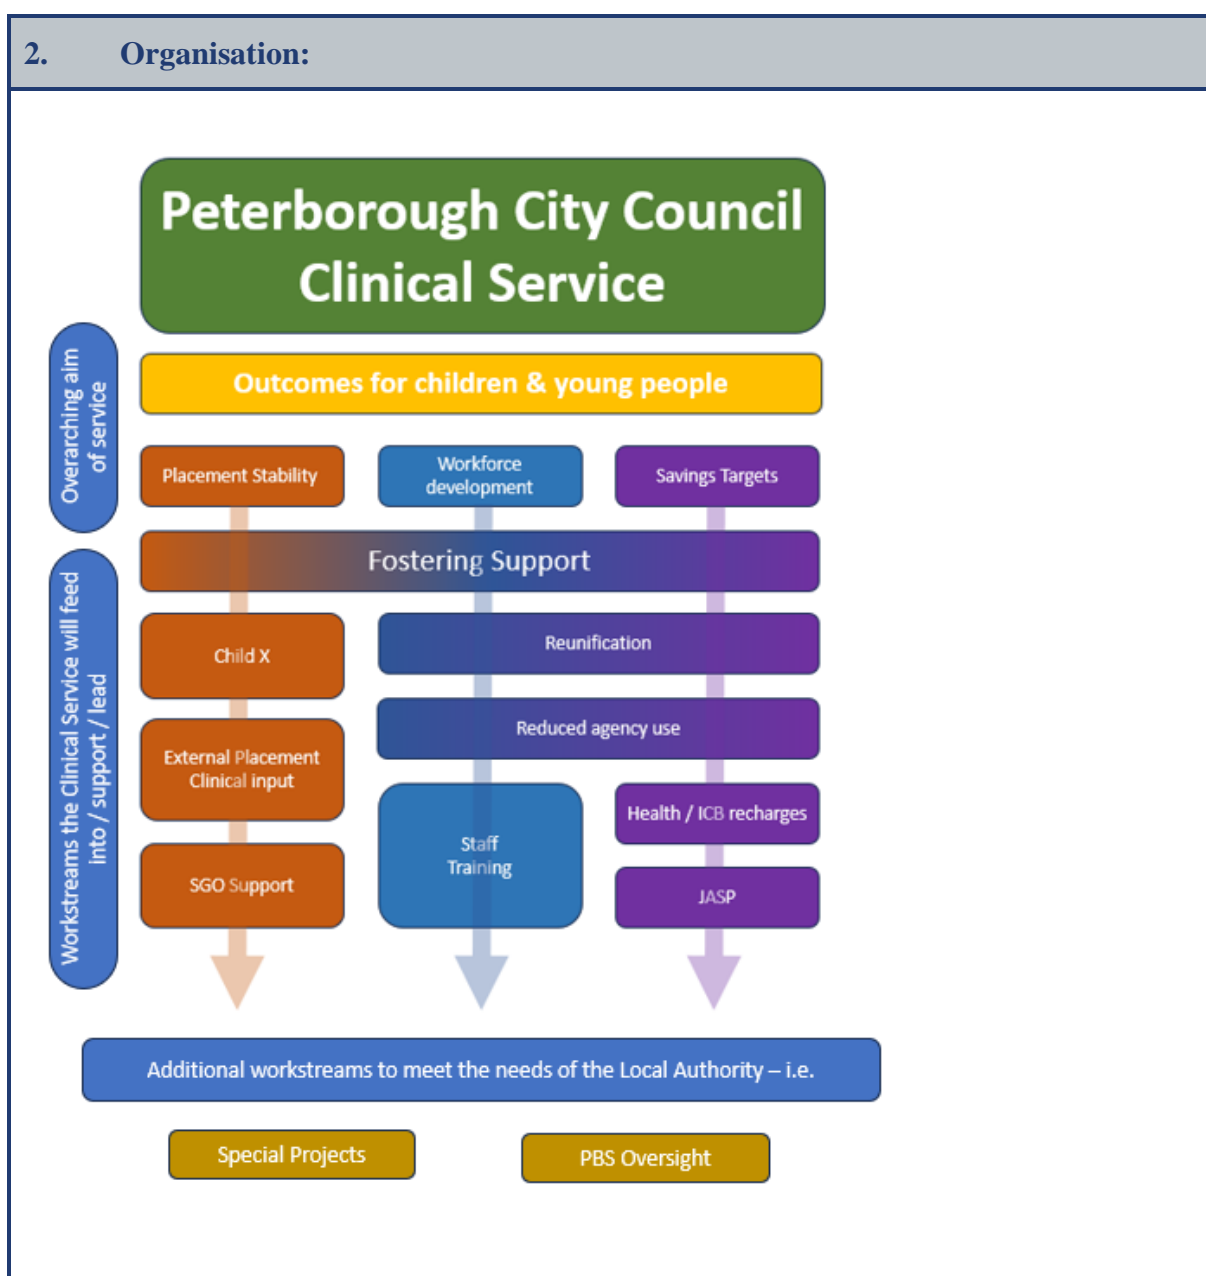 2. Organisation:
Peterborough City Council
Clinical Service
Overarching aim
of service
Outcomes for children & young people
Placement Stability
Workforce
development
Savings Targets
Workstreams the Clinical Service will feed
into / support / lead
Fostering Support
Child X
Reunification
Reduced agency use
External Placement
Clinical input
Staff
Training
Health / ICB recharges
SGO Support
JASP
Additional workstreams to meet the needs of the Local Authority – i.e.
Special Projects
PBS Oversight